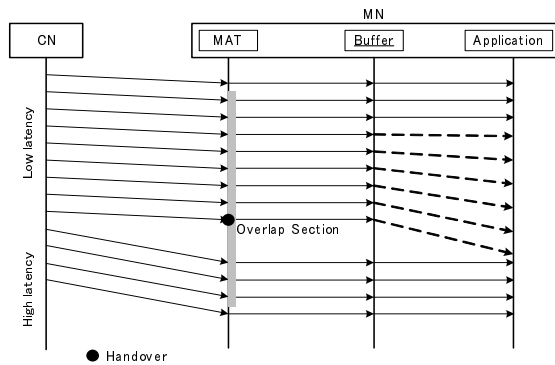 MN
CN
MAT
Buffer
Application
Low latency
Overlap Section
High latency
Handover